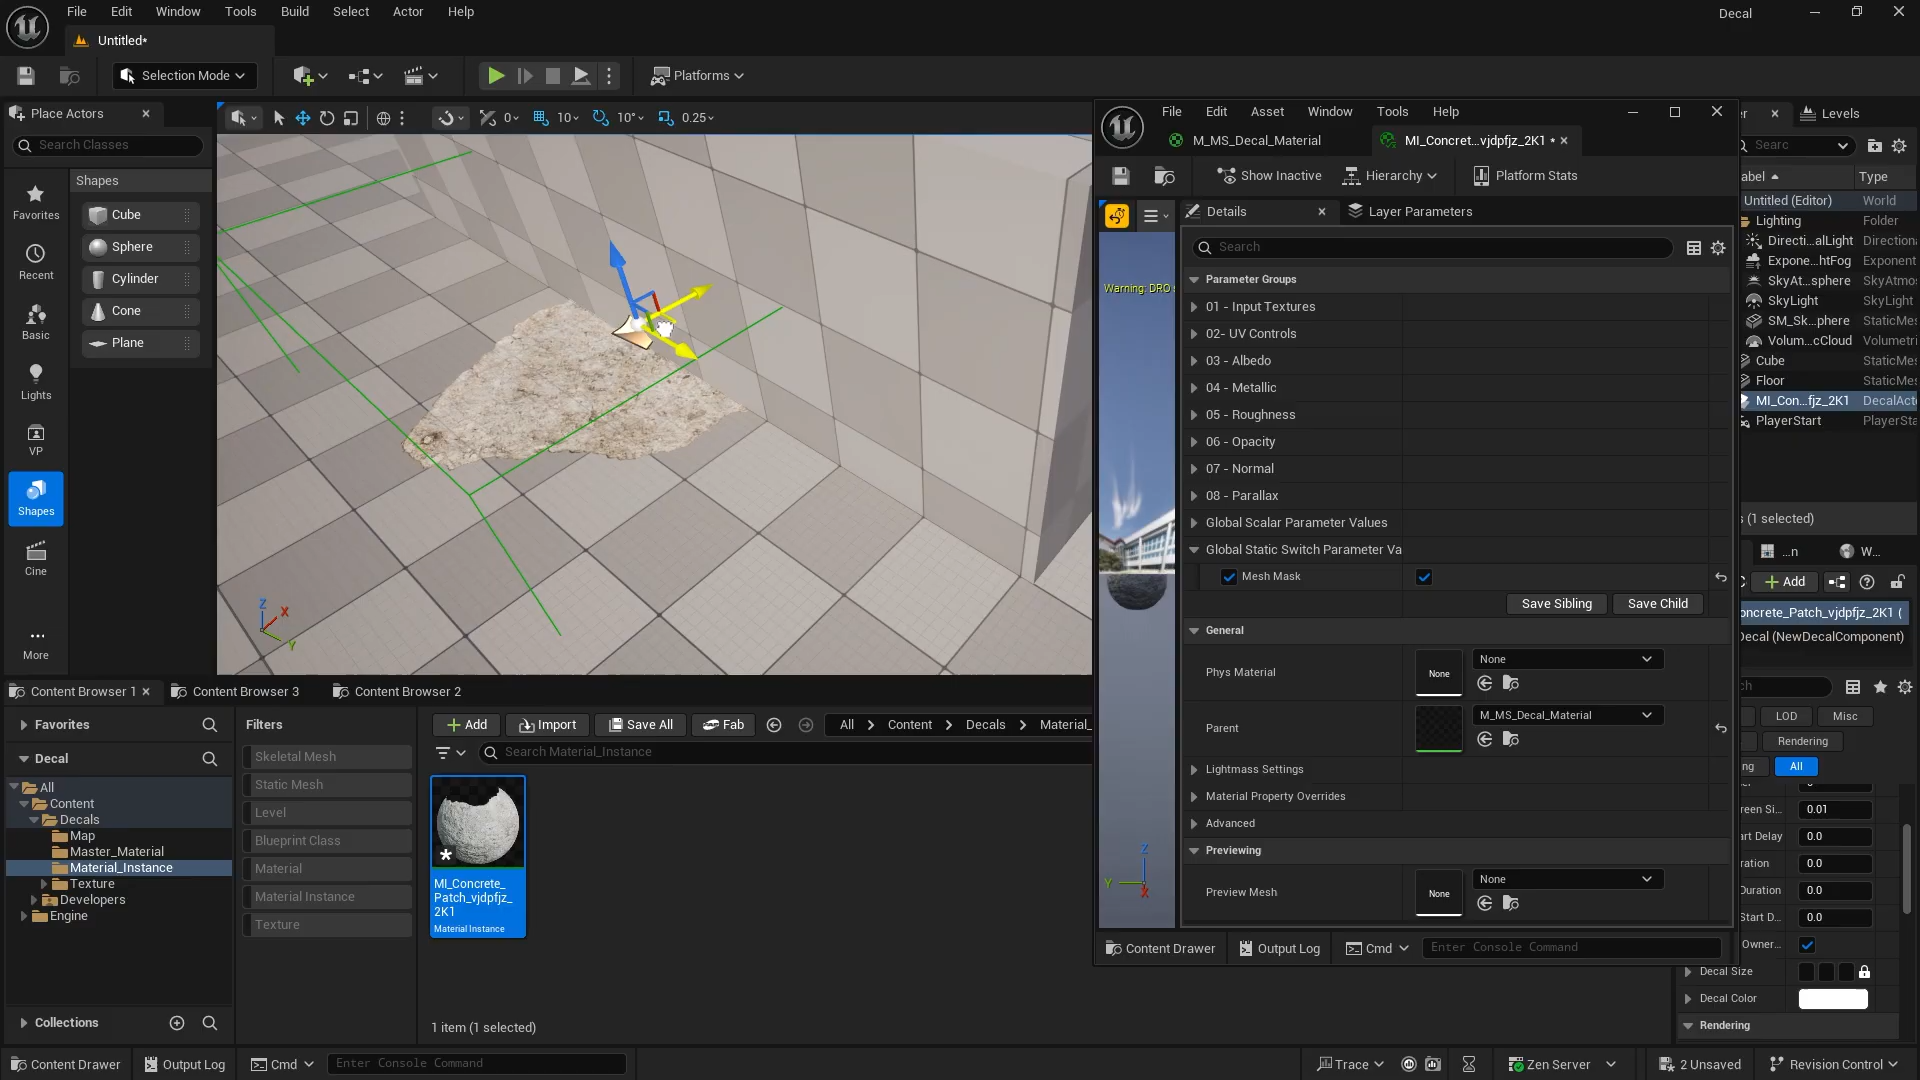 File Edit Window Tools Build Select Actor Help
Decal
Untitled*
Selection Mode
Platforms
Place Actors
Search Classes
Shapes
Favorites
Recent
Basic
Lights
VP
Shapes
Cine
More
Cube
Sphere
Cylinder
Cone
Plane
0
10
10°
0.25
Z
X
Y
File Edit Asset Window Tools Help
M_MS_Decal_Material
MI_Concret...vjdpfjz_2K1 *
Show Inactive
Hierarchy
Platform Stats
Details
Layer Parameters
Search
Warning: DRO
Parameter Groups
01 - Input Textures
02- UV Controls
03 - Albedo
04 - Metallic
05 - Roughness
06 - Opacity
07 - Normal
08 - Parallax
Global Scalar Parameter Values
Global Static Switch Parameter Va
Mesh Mask
Save Sibling Save Child
General
Phys Material
None
None
Parent
M_MS_Decal_Material
Lightmass Settings
Material Property Overrides
Advanced
Previewing
Preview Mesh
None
None
Z
Y
X
Content Drawer
Output Log
Cmd
Enter Console Command
er
Levels
Searc
abel Type
Untitled (Editor) World
Lighting Folder
Directi...alLight Directiona
Expone...htFog Exponent
SkyAt...sphere SkyAtmos
SkyLight SkyLight
SM_Sk...phere StaticMes
Volum...cCloud Volumetri
Cube StaticMes
Floor StaticMes
MI_Con...fjz_2K1 DecalActo
PlayerStart PlayerSta
s (1 selected)
...n
W...
Add
oncrete_Patch_vjdpfjz_2K1 (
Decal (NewDecalComponent)
ch
LOD Misc
Rendering
ng All
reen Si... 0.01
art Delay 0.0
ration 0.0
Duration 0.0
Start D... 0.0
Owner...
Decal Size
Decal Color
Rendering
Content Browser 1
Content Browser 3
Content Browser 2
Favorites
Decal
All
Content
Decals
Map
Master_Material
Material_Instance
Texture
Developers
Engine
Collections
Filters
Skeletal Mesh
Static Mesh
Level
Blueprint Class
Material
Material Instance
Texture
Add
Import
Save All
Fab
All > Content > Decals > Material_
Search Material_Instance
MI_Concrete_
Patch_vjdpfjz_
2K1
Material Instance
1 item (1 selected)
Content Drawer
Output Log
Cmd
Enter Console Command
Trace
Zen Server
2 Unsaved
Revision Control